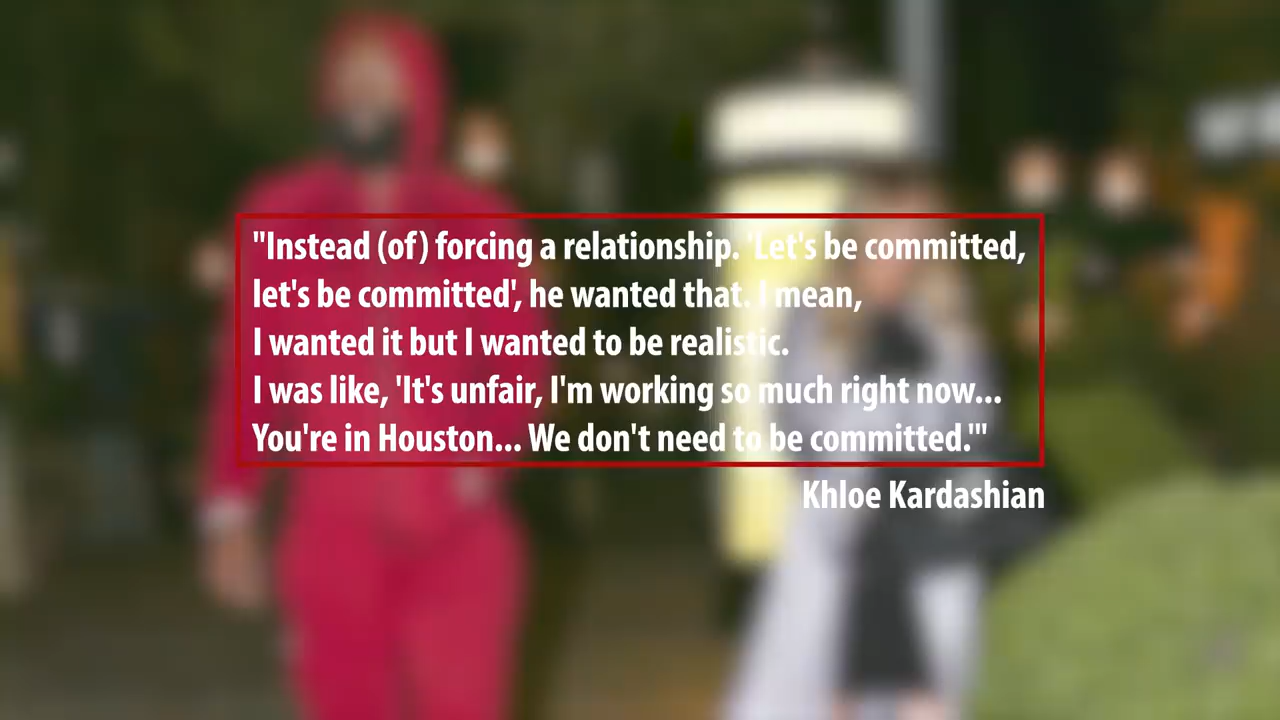 "Instead (of) forcing a relationship. 'Let's be committed,
let's be committed', he wanted that. I mean,
I wanted it but I wanted to be realistic.
I was like, 'It's unfair, I'm working so much right now...
You're in Houston... We don't need to be committed.'"
Khloe Kardashian